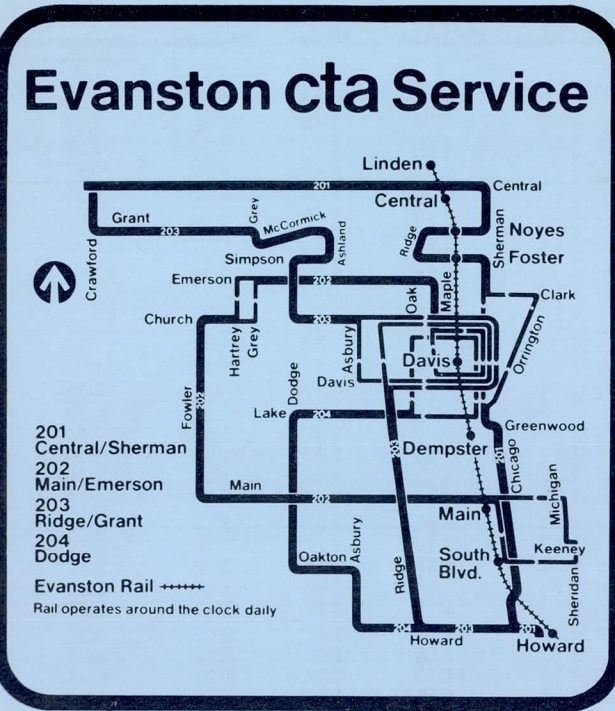 Evanston cta Service
Linden
201
Central
Central
Grant
203
Grey
McCormick
Ashland
Ridge
Sherman
Noyes
Foster
Crawford
Simpson
Emerson
202
Oak
Maple
Clark
Church
203
Hartrey
Grey
Asbury
Orrington
Davis
Davis
Dodge
Fowler
202
Lake
204
203
Greenwood
Dempster
201
Chicago
201
Central/Sherman
202
Main/Emerson
203
Ridge/Grant
204
Dodge
Main
202
Michigan
Main
Asbury
Oakton
Ridge
South
Blvd.
Keeney
Sheridan
Evanston Rail
Rail operates around the clock daily
204
203
201
Howard
Howard